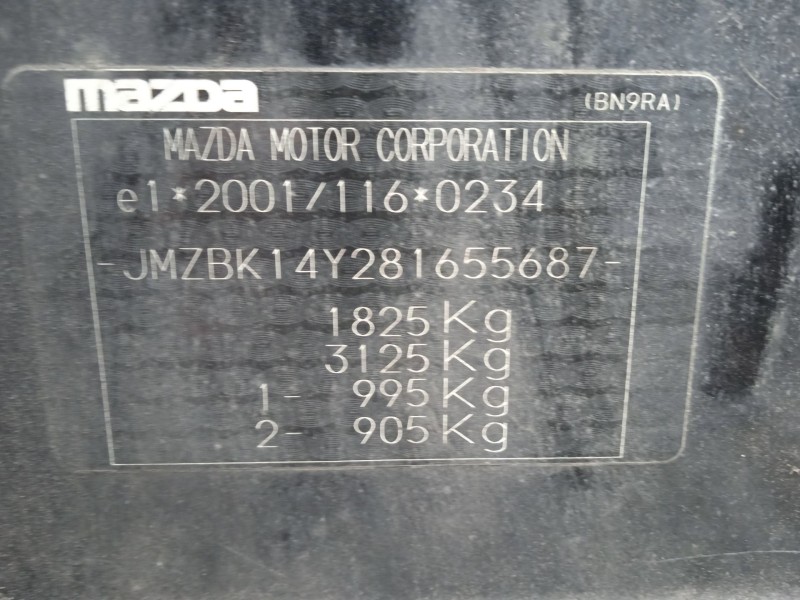 mazda
(BN9RA)
MAZDA MOTOR CORPORATION
e1*2001/116*0234
-JMZBK14Y281655687-
1825Kg
3125Kg
1- 995Kg
2- 905Kg